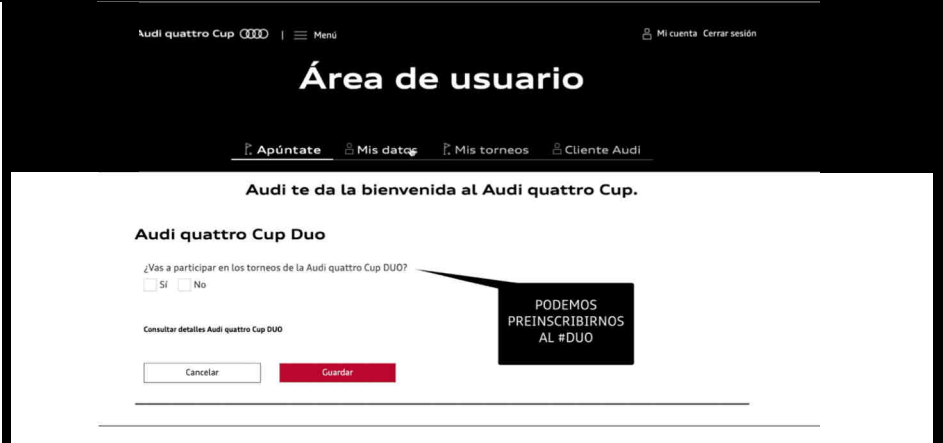 Audi quattro Cup | Menú
Mi cuenta Cerrar sesión
Área de usuario
Apúntate Mis datos Mis torneos Cliente Audi
Audi te da la bienvenida al Audi quattro Cup.
Audi quattro Cup Duo
¿Vas a participar en los torneos de la Audi quattro Cup DUO?
Sí No
PODEMOS
PREINSCRIBIRNOS
AL #DUO
Consultar detalles Audi quattro Cup DUO
Cancelar Guardar